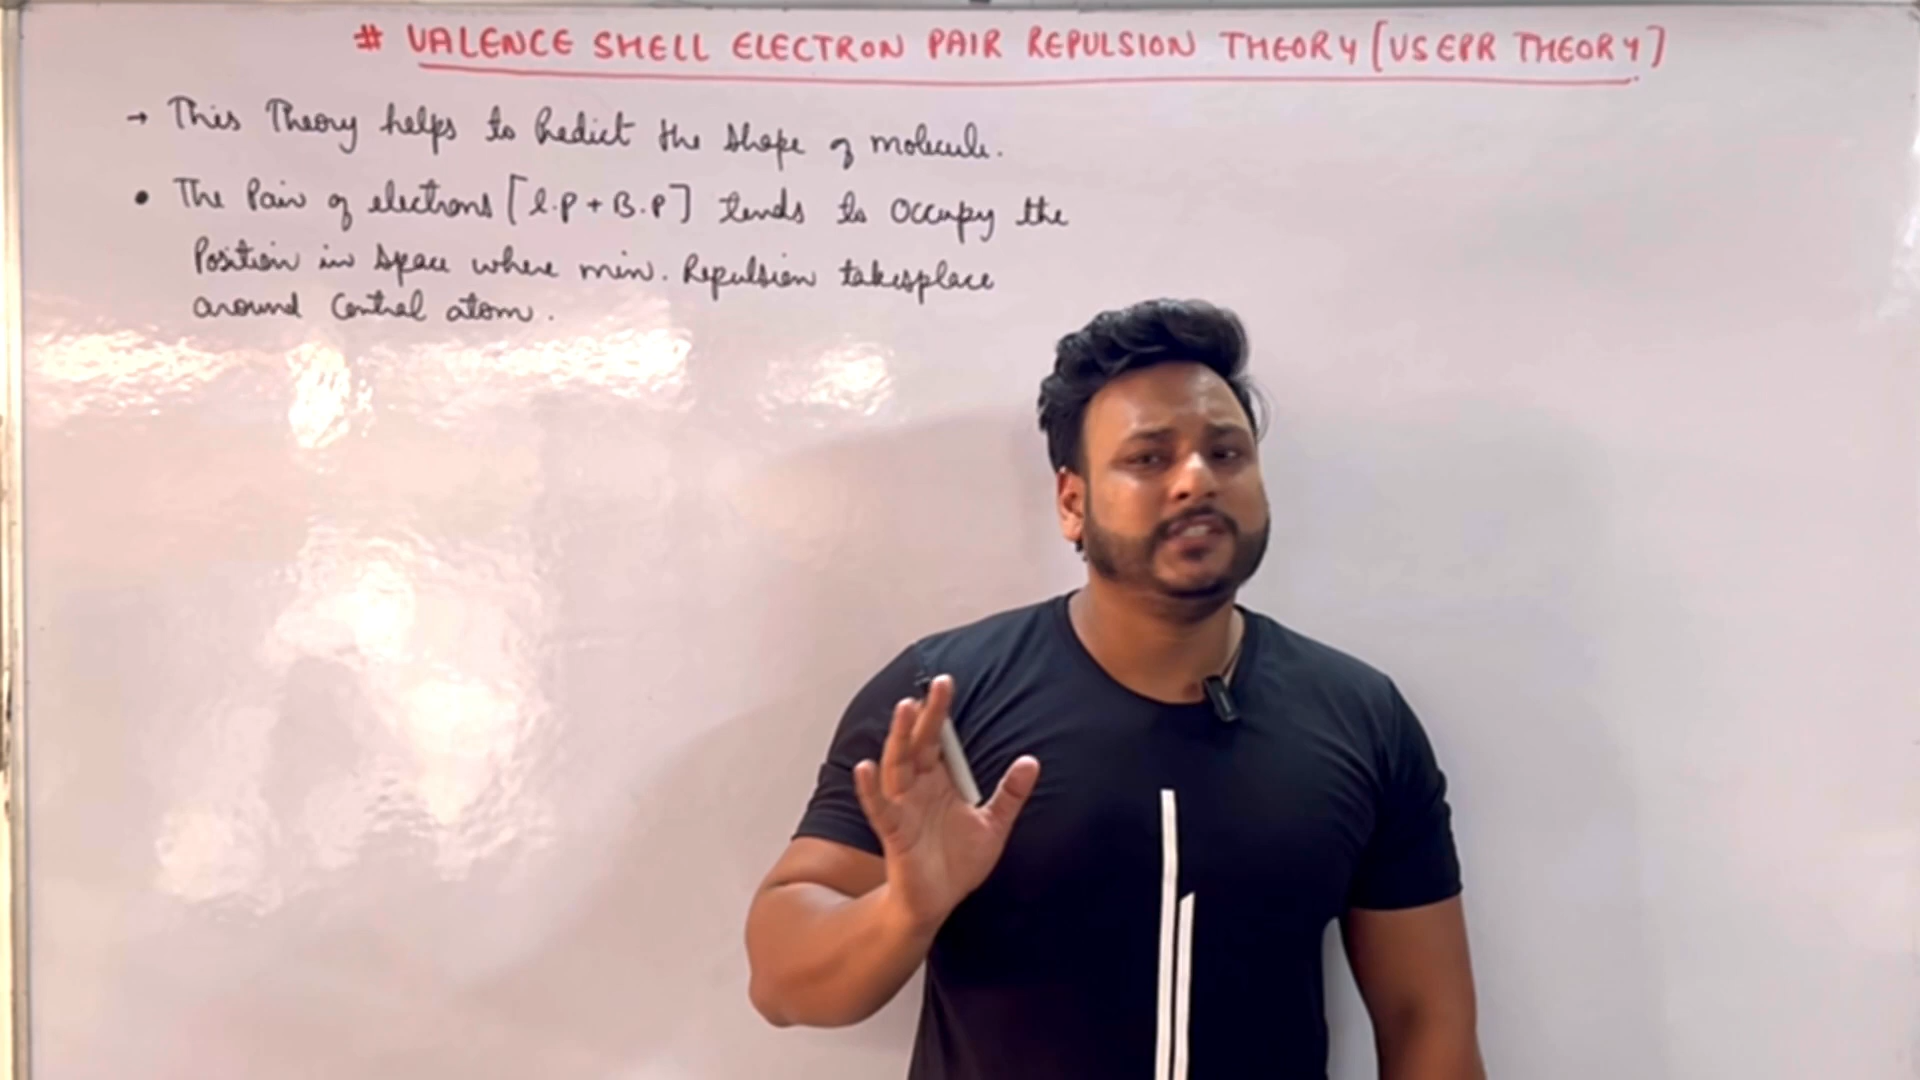 # VALENCE SHELL ELECTRON PAIR REPULSION THEORY [VSEPR THEORY]
→ This Theory helps to Predict the shape of molecule.
• The Pair of electrons [l.p + B.P] tends to occupy the
Position in space where min. Repulsion takesplace
around Central atom.